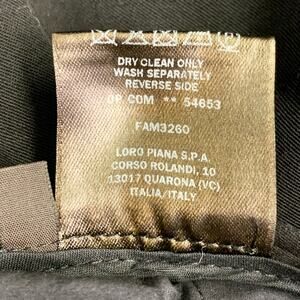 DRY CLEAN ONLY
WASH SEPARATELY
REVERSE SIDE
OP COM ** 54653
FAM3260
LORO PIANA S.P.A.
CORSO ROLANDI, 10
13017 QUARONA (VC)
ITALIA/ITALY